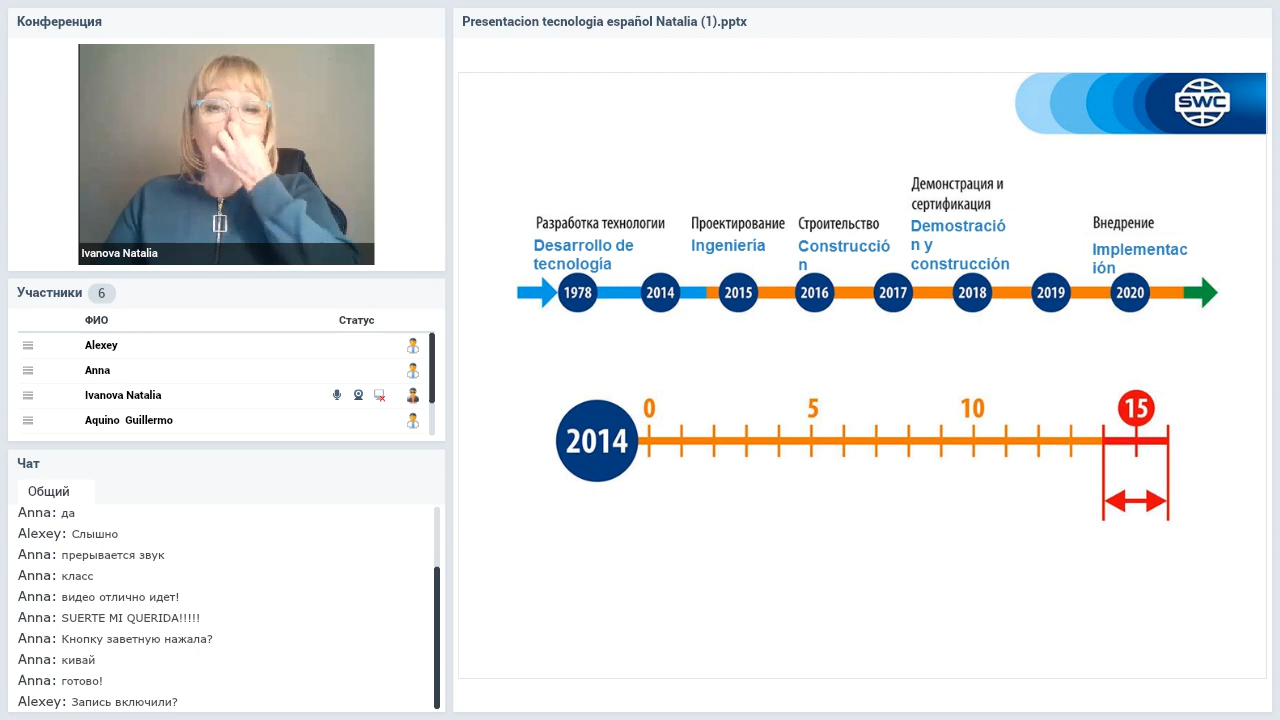 Конференция
Ivanova Natalia
Участники 6
ФИО Статус
Alexey
Anna
Ivanova Natalia
Aquino Guillermo
Чат
Общий
Anna: да
Alexey: Слышно
Anna: прерывается звук
Anna: класс
Anna: видео отлично идет!
Anna: SUERTE MI QUERIDA!!!!!
Anna: Кнопку заветную нажала?
Anna: кивай
Anna: готово!
Alexey: Запись включили?
Presentacion tecnologia español Natalia (1).pptx
SWC
Разработка технологии
Desarrollo de
tecnología
Проектирование
Ingeniería
Строительство
Construcció
n
Демонстрация и
сертификация
Demostració
n y
construcción
Внедрение
Implementac
ión
1978 2014 2015 2016 2017 2018 2019 2020
2014 0 5 10 15